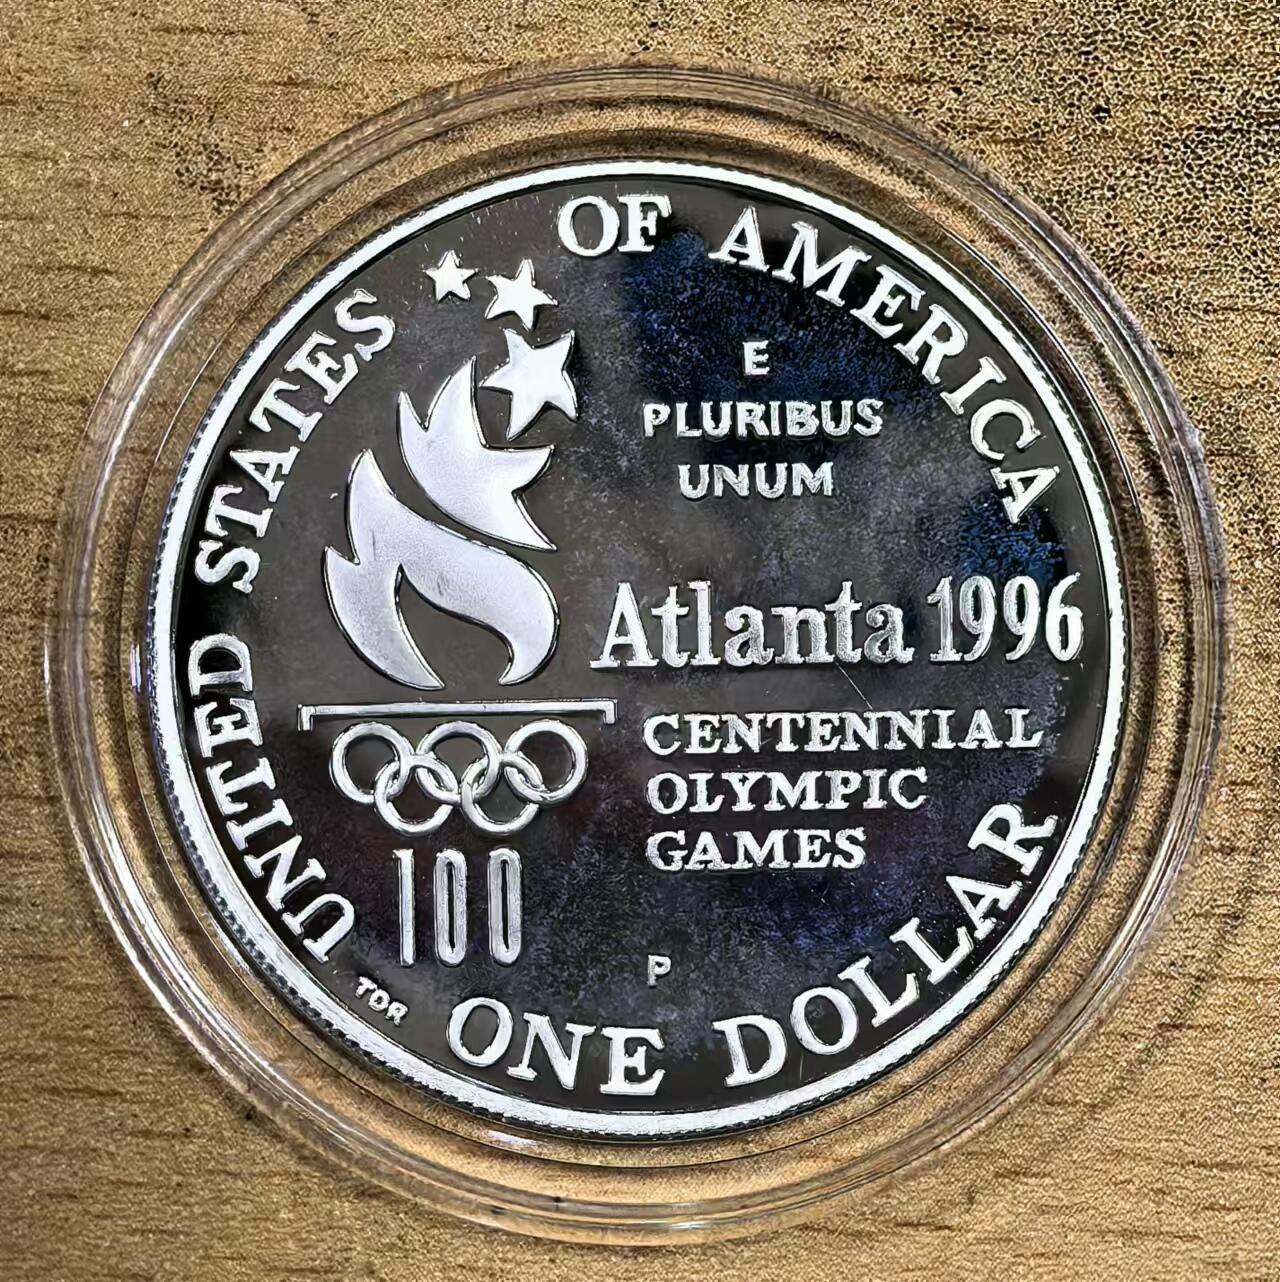 UNITED STATES OF AMERICA
E
PLURIBUS
UNUM
Atlanta 1996
CENTENNIAL
OLYMPIC
GAMES
100
P
TDR
ONE DOLLAR